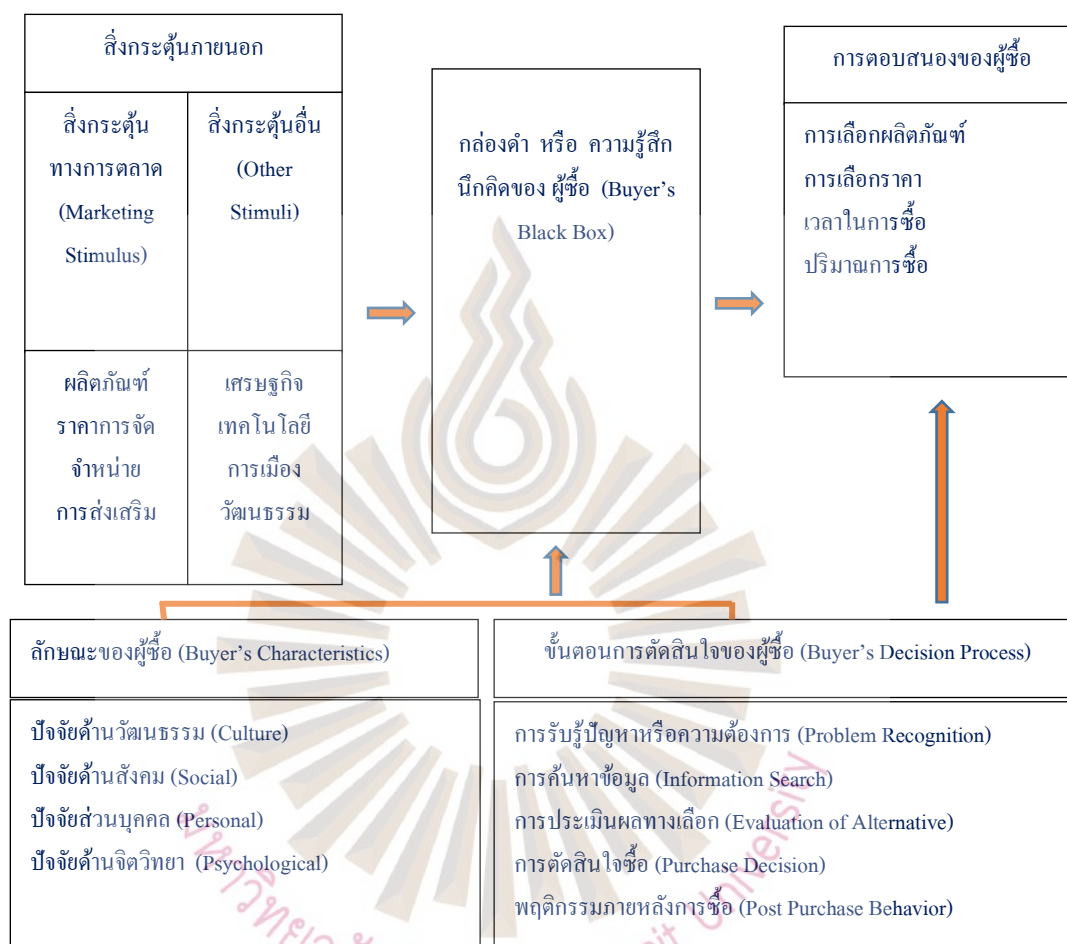 สิ่งกระตุ้นภายนอก
สิ่งกระตุ้น
ทางการตลาด
(Marketing
Stimulus)
สิ่งกระตุ้นอื่น
(Other
Stimuli)
ผลิตภัณฑ์
ราคาการจัด
จำหน่าย
การส่งเสริม
เศรษฐกิจ
เทคโนโลยี
การเมือง
วัฒนธรรม
กล่องดำ หรือ ความรู้สึก
นึกคิดของ ผู้ซื้อ (Buyer’s
Black Box)
การตอบสนองของผู้ซื้อ
การเลือกผลิตภัณฑ์
การเลือกราคา
เวลาในการซื้อ
ปริมาณการซื้อ
ลักษณะของผู้ซื้อ (Buyer’s Characteristics)
ปัจจัยด้านวัฒนธรรม (Culture)
ปัจจัยด้านสังคม (Social)
ปัจจัยส่วนบุคคล (Personal)
ปัจจัยด้านจิตวิทยา (Psychological)
ขั้นตอนการตัดสินใจของผู้ซื้อ (Buyer’s Decision Process)
การรับรู้ปัญหาหรือความต้องการ (Problem Recognition)
การค้นหาข้อมูล (Information Search)
การประเมินผลทางเลือก (Evaluation of Alternative)
การตัดสินใจซื้อ (Purchase Decision)
พฤติกรรมภายหลังการซื้อ (Post Purchase Behavior)
University